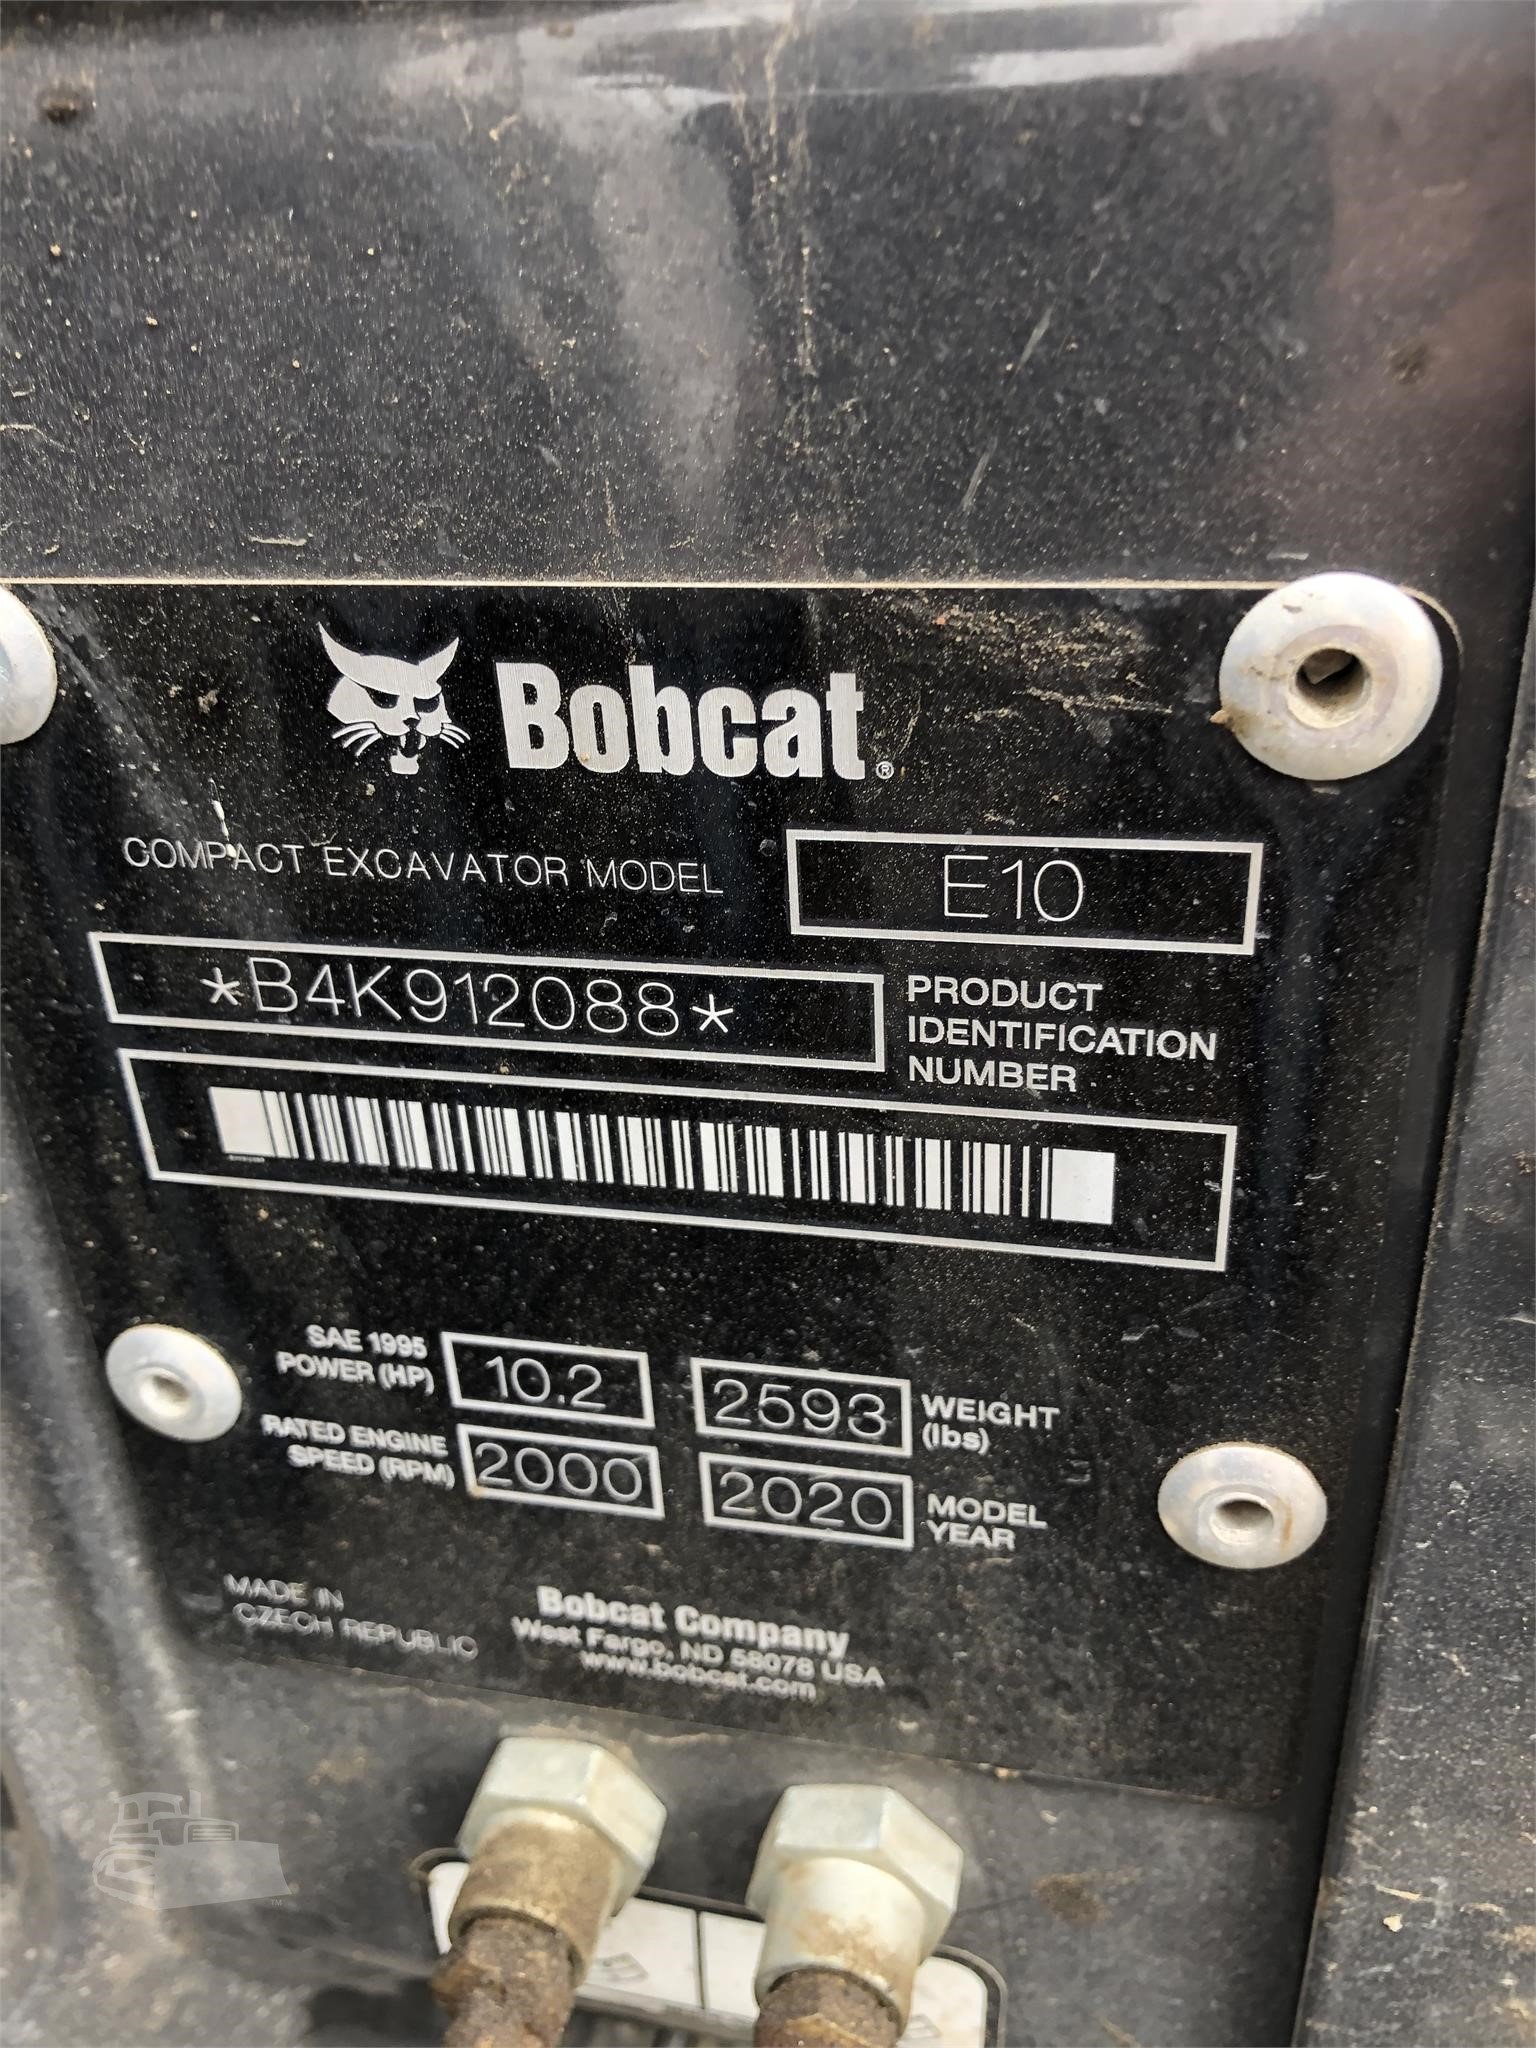 Bobcat®
COMPACT EXCAVATOR MODEL E10
*B4K912088*
PRODUCT
IDENTIFICATION
NUMBER
SAE 1995
POWER (HP) 10.2
2593 WEIGHT
(lbs)
RATED ENGINE
SPEED (RPM) 2000
2020 MODEL
YEAR
MADE IN
CZECH REPUBLIC
Bobcat Company
West Fargo, ND 58078 USA
www.bobcat.com
TM